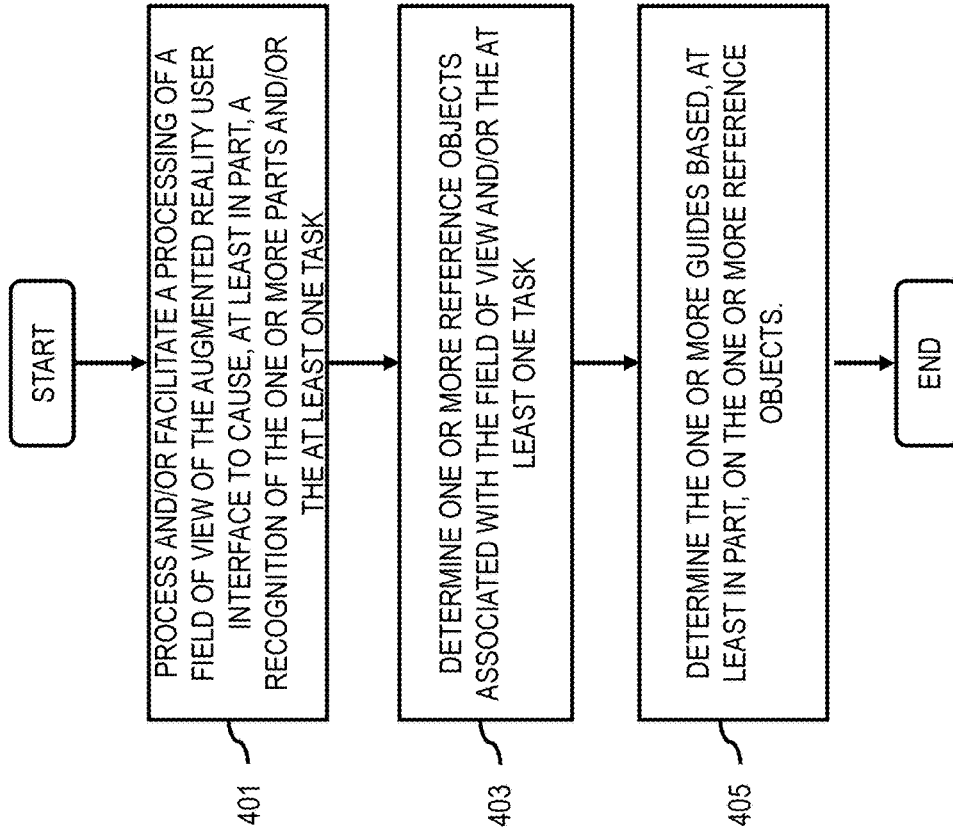 START
PROCESS AND/OR FACILITATE A PROCESSING OF A
FIELD OF VIEW OF THE AUGMENTED REALITY USER
INTERFACE TO CAUSE, AT LEAST IN PART, A
RECOGNITION OF THE ONE OR MORE PARTS AND/OR
THE AT LEAST ONE TASK
401
DETERMINE ONE OR MORE REFERENCE OBJECTS
ASSOCIATED WITH THE FIELD OF VIEW AND/OR THE AT
LEAST ONE TASK
403
DETERMINE THE ONE OR MORE GUIDES BASED, AT
LEAST IN PART, ON THE ONE OR MORE REFERENCE
OBJECTS.
405
END